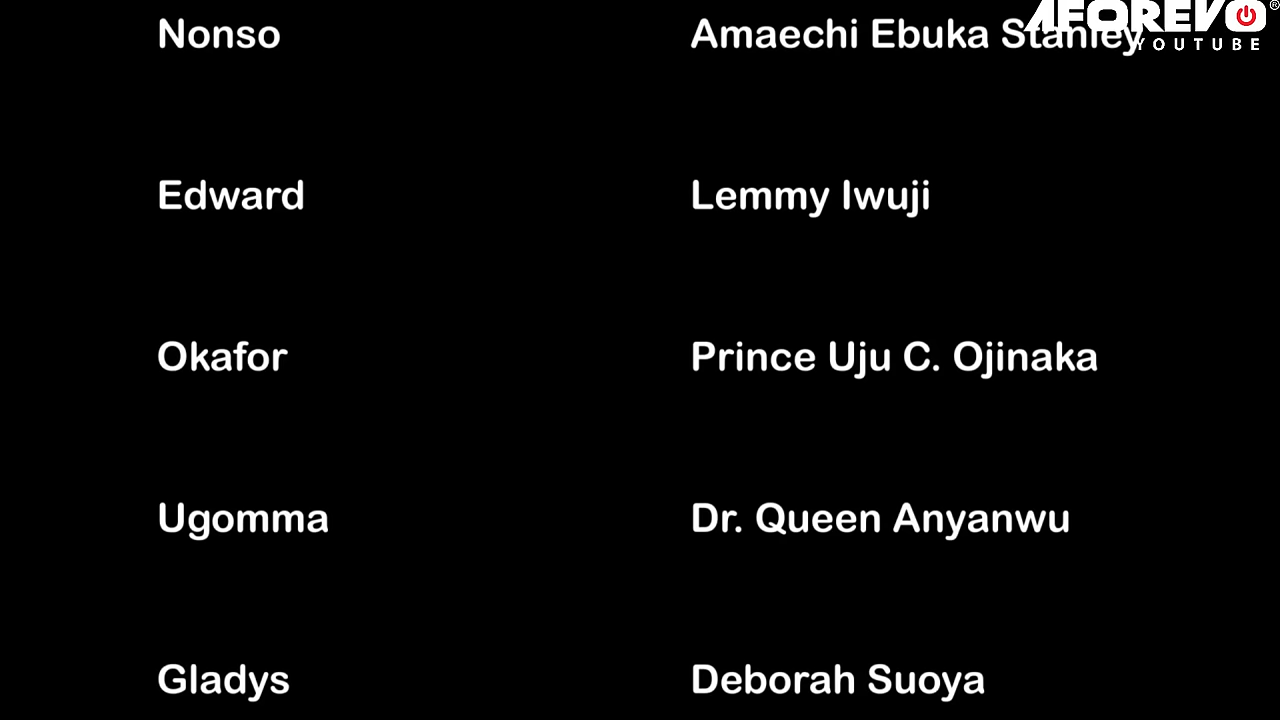 AFOREVO®
YOUTUBE
Nonso Amaechi Ebuka Stanley
Edward Lemmy Iwuji
Okafor Prince Uju C. Ojinaka
Ugomma Dr. Queen Anyanwu
Gladys Deborah Suoya